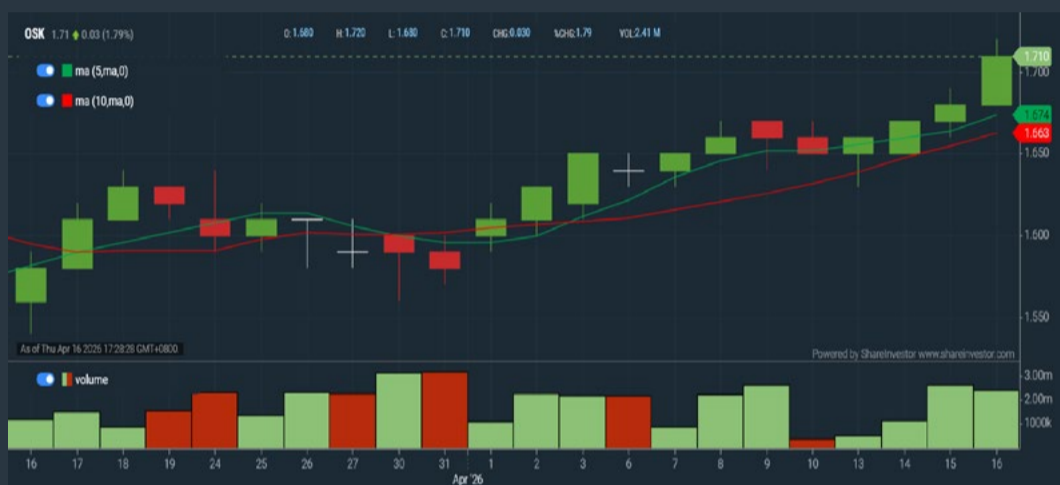 OSK 1.71 0.03 (1.79%) O: 1.680 H: 1.720 L: 1.680 C: 1.710 CHG:0.030 %CHG:1.79 VOL:2.41 M
ma (5,ma,0)
ma (10,ma,0)
1.710
1.700
1.674
1.663
1.650
1.500
1.550
As of Thu Apr 16 2026 17:28:28 GMT+0800
Powered by ShareInvestor www.shareinvestor.com
volume
3.00m
2.00m
1000k
16 17 18 19 24 25 26 27 30 31 1 2 3 6 7 8 9 10 13 14 15 16
Apr '26